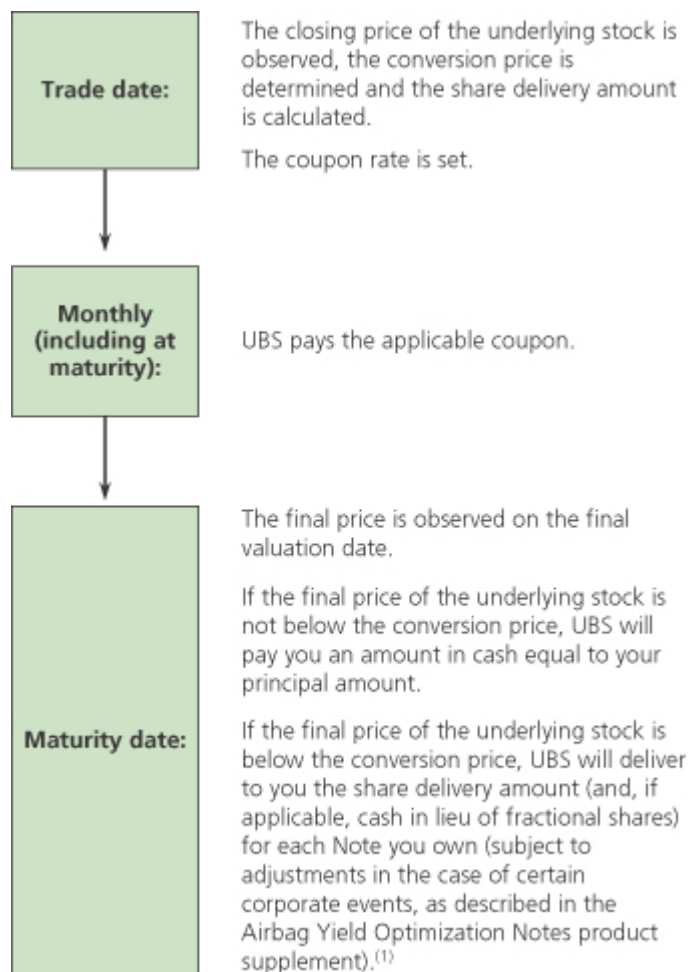 Trade date:
The closing price of the underlying stock is
observed, the conversion price is
determined and the share delivery amount
is calculated.
The coupon rate is set.
Monthly
(including at
maturity):
UBS pays the applicable coupon.
Maturity date:
The final price is observed on the final
valuation date.
If the final price of the underlying stock is
not below the conversion price, UBS will
pay you an amount in cash equal to your
principal amount.
If the final price of the underlying stock is
below the conversion price, UBS will deliver
to you the share delivery amount (and, if
applicable, cash in lieu of fractional shares)
for each Note you own (subject to
adjustments in the case of certain
corporate events, as described in the
Airbag Yield Optimization Notes product
supplement).(1)